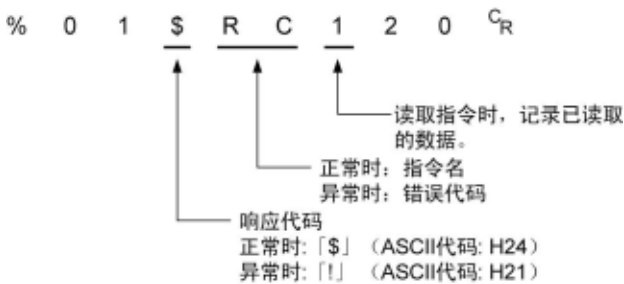 % 0 1 $ R C 1 2 0 CR
读取指令时，记录已读取
的数据。
正常时：指令名
异常时：错误代码
响应代码
正常时:「$」（ASCII代码: H24）
异常时:「!」（ASCII代码: H21）